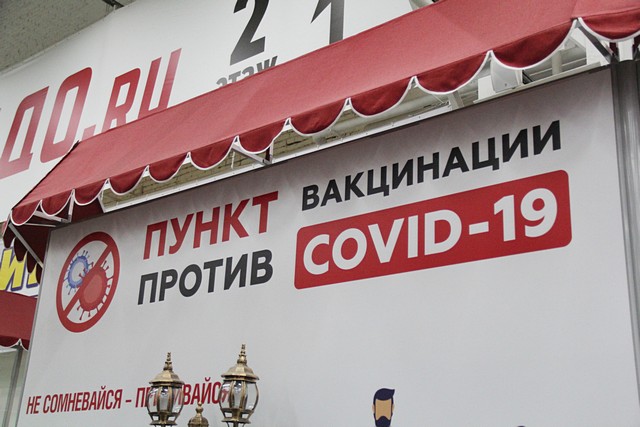 2 1
этаж
ДО.RU
ПУНКТ ВАКЦИНАЦИИ
ПРОТИВ COVID-19
НЕ СОМНЕВАЙСЯ -